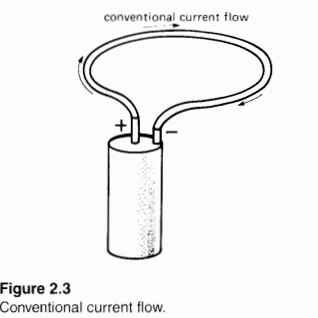 conventional current flow
+ −
Figure 2.3
Conventional current flow.